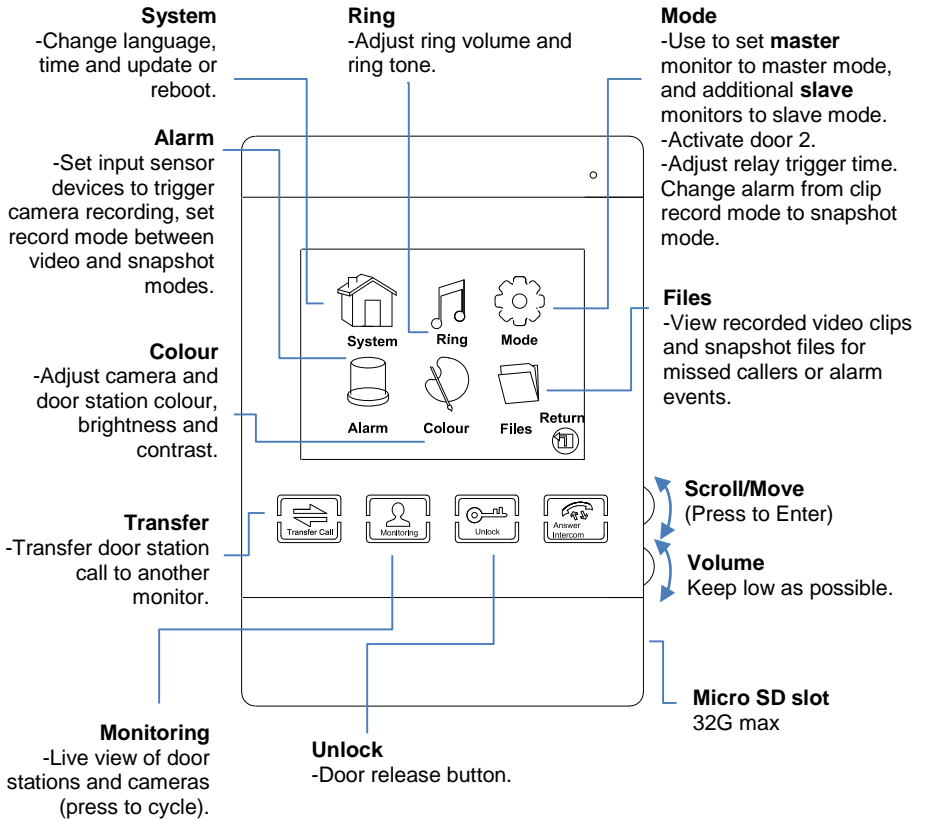 System
-Change language,
time and update or
reboot.
Ring
-Adjust ring volume and
ring tone.
Mode
-Use to set master
monitor to master mode,
and additional slave
monitors to slave mode.
-Activate door 2.
-Adjust relay trigger time.
Change alarm from clip
record mode to snapshot
mode.
Alarm
-Set input sensor
devices to trigger
camera recording, set
record mode between
video and snapshot
modes.
Files
-View recorded video clips
and snapshot files for
missed callers or alarm
events.
Colour
-Adjust camera and
door station colour,
brightness and
contrast.
System
Ring
Mode
Alarm
Colour
Files
Return
Transfer Call
Monitoring
Unlock
Answer
Intercom
Scroll/Move
(Press to Enter)
Volume
Keep low as possible.
Transfer
-Transfer door station
call to another
monitor.
Micro SD slot
32G max
Monitoring
-Live view of door
stations and cameras
(press to cycle).
Unlock
-Door release button.